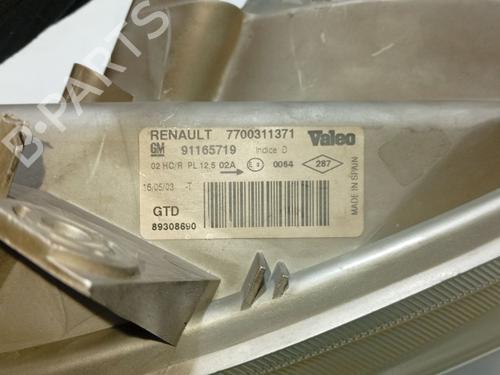 B-PARTS
RENAULT 7700311371 Valeo
GM 91165719 Indice D
02 HC/R PL 12,5 02A 0064 287
16/05/03 -T
GTD
89308690
MADE IN SPAIN